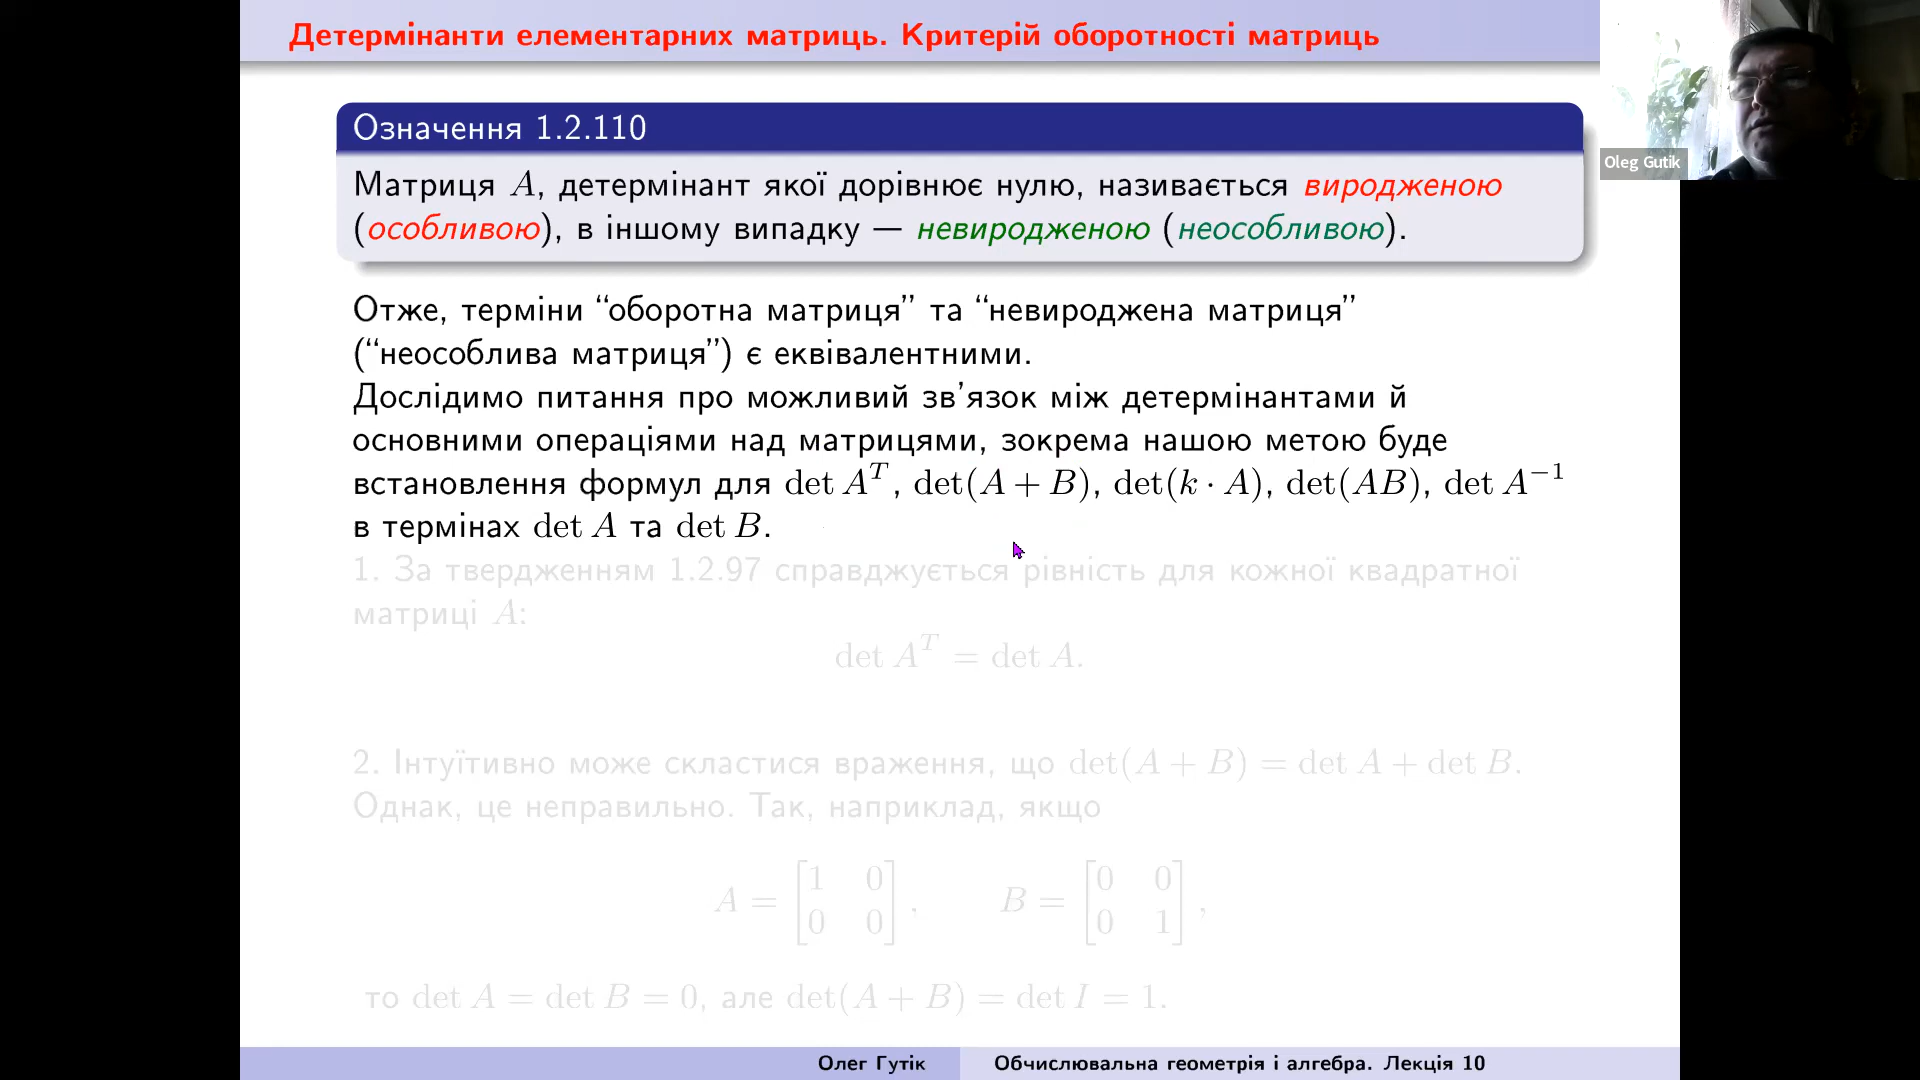 Детермінанти елементарних матриць. Критерій оборотності матриць
Oleg Gutik
Означення 1.2.110
Матриця A, детермінант якої дорівнює нулю, називається виродженою
(особливою), в іншому випадку — невиродженою (неособливою).
Отже, терміни “оборотна матриця” та “невироджена матриця”
(“неособлива матриця”) є еквівалентними.
Дослідимо питання про можливий зв'язок між детермінантами й
основними операціями над матрицями, зокрема нашою метою буде
встановлення формул для det A^T, det(A + B), det(k · A), det(AB), det A^{−1}
в термінах det A та det B.
1. За твердженням 1.2.97 справджується рівність для кожної квадратної
матриці A:
det A^T = det A.
2. Інтуїтивно може скластися враження, що det(A + B) = det A + det B.
Однак, це неправильно. Так, наприклад, якщо
A = [1 0; 0 0], B = [0 0; 0 1],
то det A = det B = 0, але det(A + B) = det I = 1.
Олег Гутік
Обчислювальна геометрія і алгебра. Лекція 10